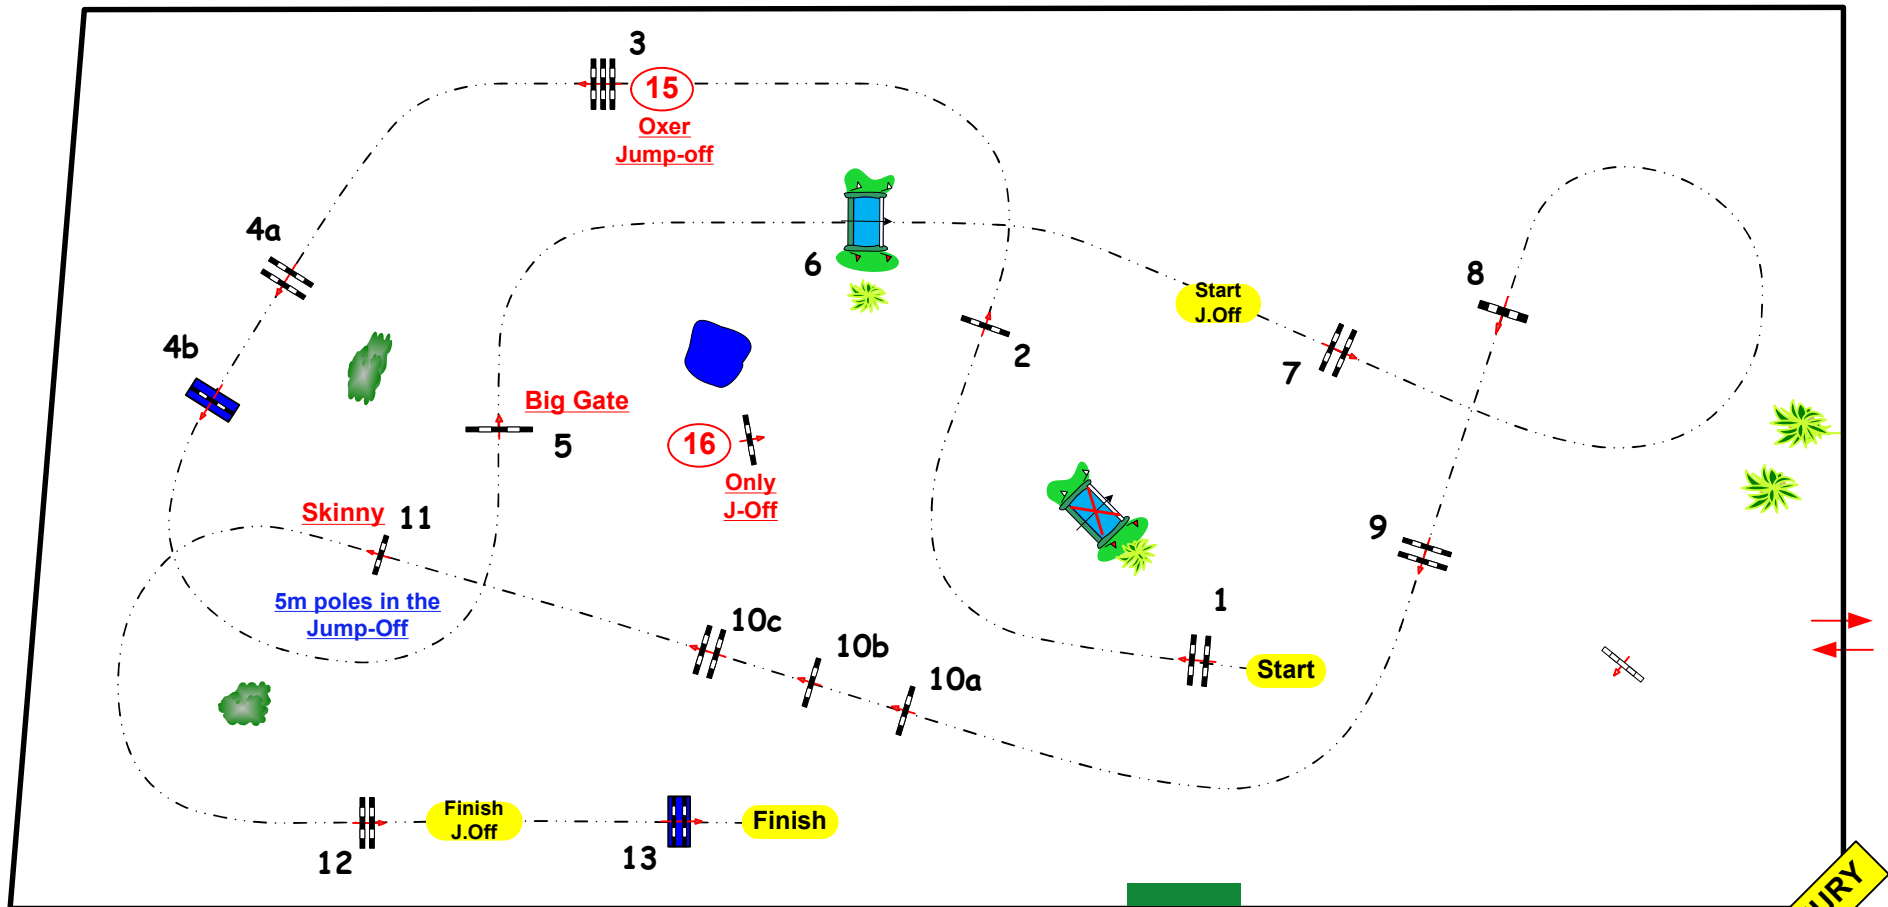 3
15
Oxer
Jump-off
4a
6
Start
J.Off
8
4b
2
7
Big Gate
5
16
Only
J-Off
Skinny
11
9
5m poles in the
Jump-Off
10c
10b
10a
1
Start
Finish
J.Off
12
13
Finish